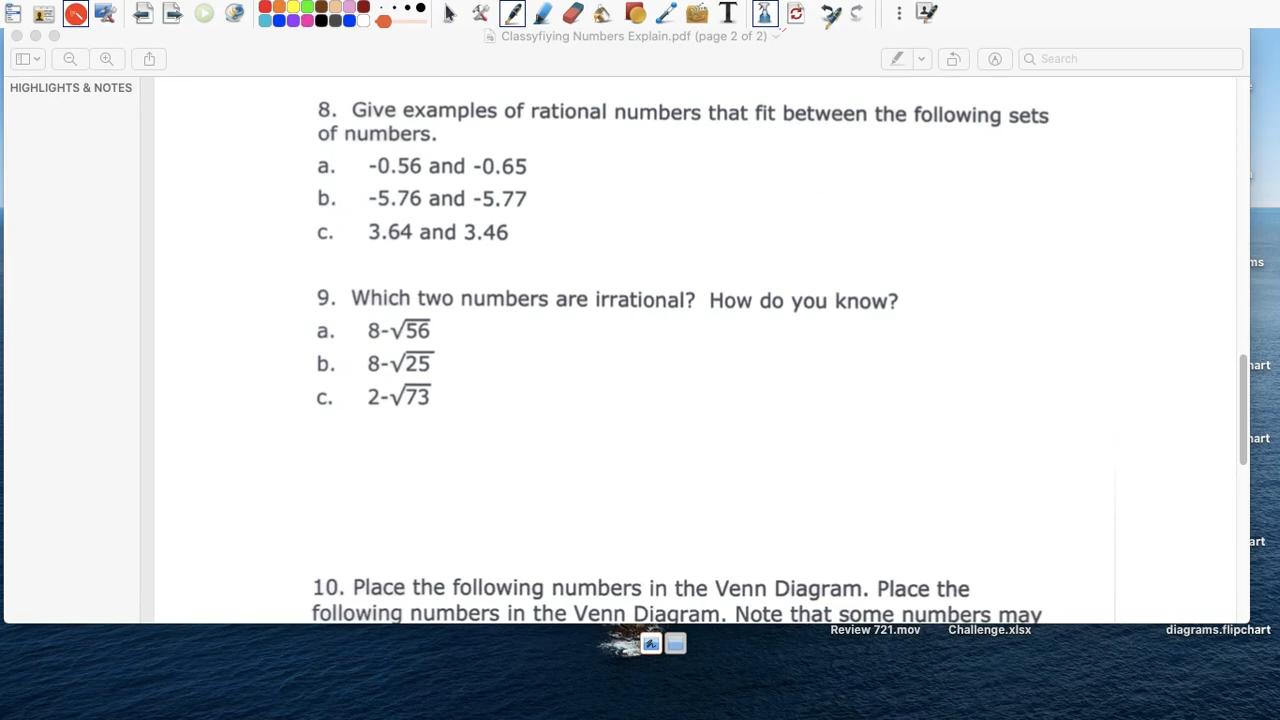 Classyfiying Numbers Explain.pdf (page 2 of 2)
Search
HIGHLIGHTS & NOTES
8. Give examples of rational numbers that fit between the following sets
of numbers.
a. -0.56 and -0.65
b. -5.76 and -5.77
c. 3.64 and 3.46
9. Which two numbers are irrational? How do you know?
a. 8-√56
b. 8-√25
c. 2-√73
10. Place the following numbers in the Venn Diagram. Place the
following numbers in the Venn Diagram. Note that some numbers may
ms
hart
hart
art
Review 721.mov Challenge.xlsx diagrams.flipchart